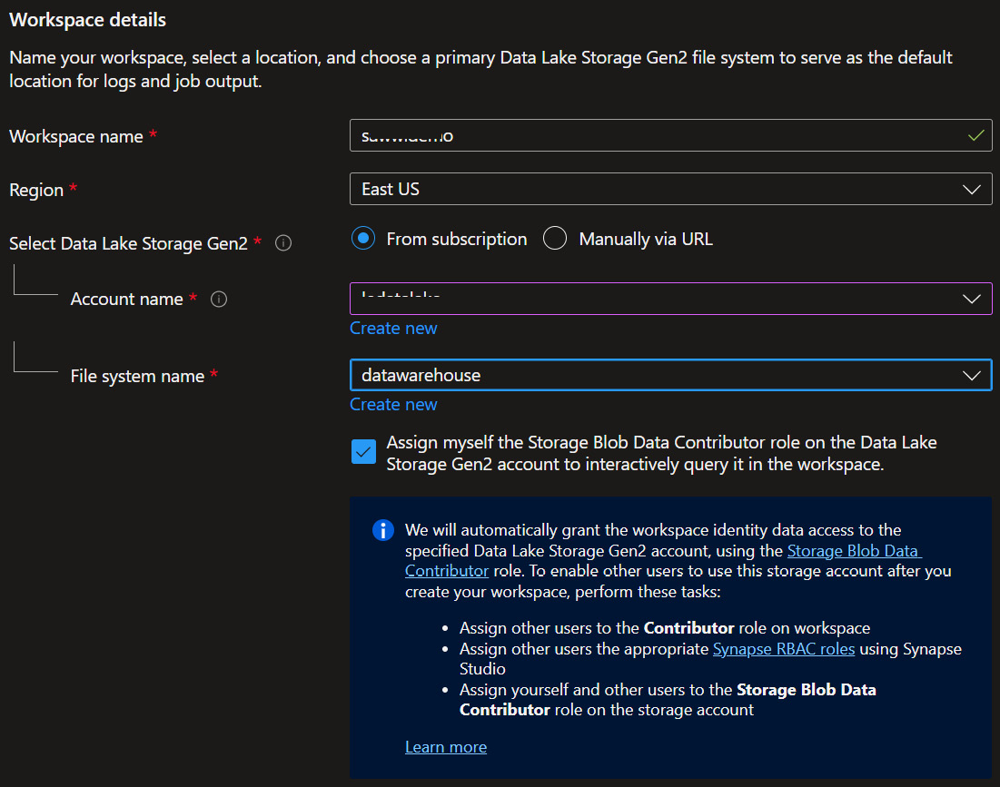 Workspace details
Name your workspace, select a location, and choose a primary Data Lake Storage Gen2 file system to serve as the default
location for logs and job output.
Workspace name *
Region *
East US
Select Data Lake Storage Gen2 *
From subscription
Manually via URL
Account name *
Create new
File system name *
datawarehouse
Create new
Assign myself the Storage Blob Data Contributor role on the Data Lake
Storage Gen2 account to interactively query it in the workspace.
We will automatically grant the workspace identity data access to the
specified Data Lake Storage Gen2 account, using the Storage Blob Data
Contributor role. To enable other users to use this storage account after you
create your workspace, perform these tasks:
• Assign other users to the Contributor role on workspace
• Assign other users the appropriate Synapse RBAC roles using Synapse
Studio
• Assign yourself and other users to the Storage Blob Data
Contributor role on the storage account
Learn more